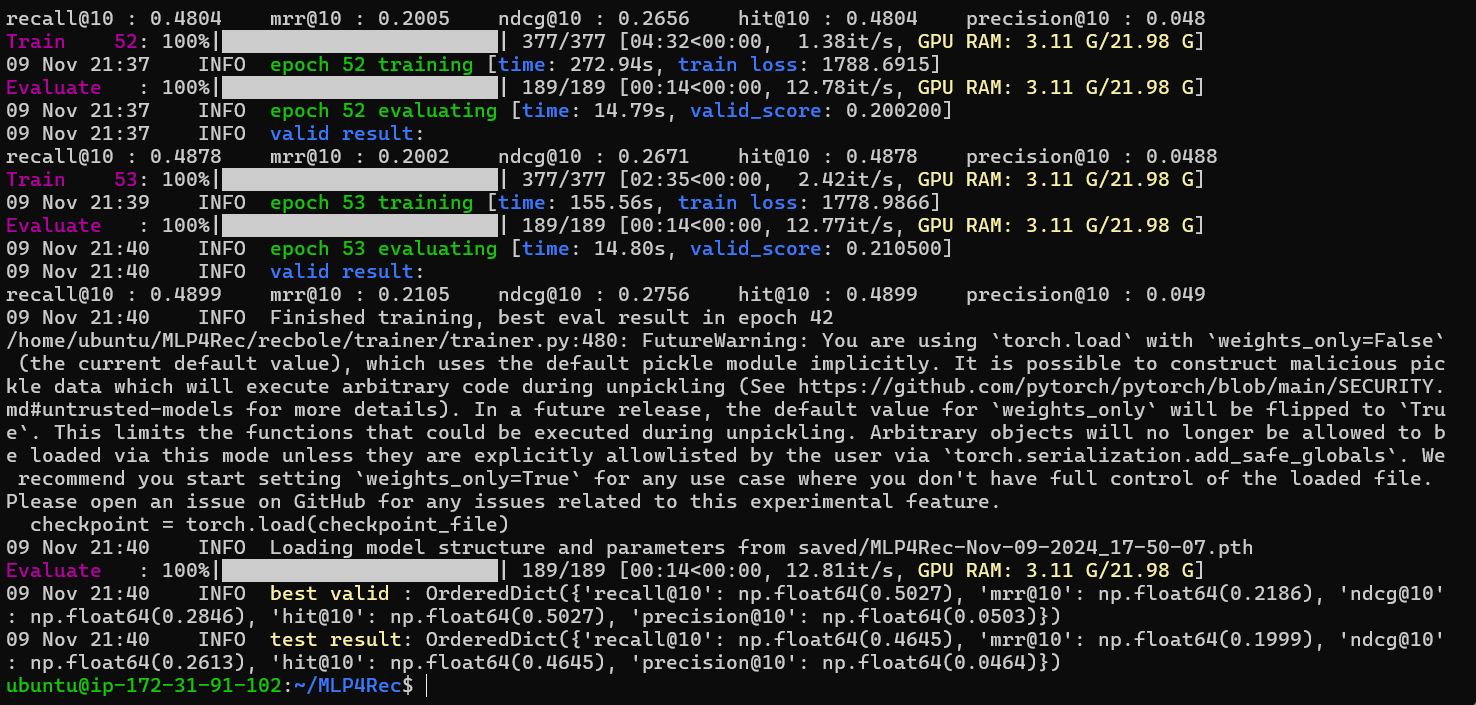 recall@10 : 0.4804    mrr@10 : 0.2005    ndcg@10 : 0.2656    hit@10 : 0.4804    precision@10 : 0.048
Train    52: 100%|██████████| 377/377 [04:32<00:00,  1.38it/s, GPU RAM: 3.11 G/21.98 G]
09 Nov 21:37    INFO  epoch 52 training [time: 272.94s, train loss: 1788.6915]
Evaluate   : 100%|██████████| 189/189 [00:14<00:00, 12.78it/s, GPU RAM: 3.11 G/21.98 G]
09 Nov 21:37    INFO  epoch 52 evaluating [time: 14.79s, valid_score: 0.200200]
09 Nov 21:37    INFO  valid result:
recall@10 : 0.4878    mrr@10 : 0.2002    ndcg@10 : 0.2671    hit@10 : 0.4878    precision@10 : 0.0488
Train    53: 100%|██████████| 377/377 [02:35<00:00,  2.42it/s, GPU RAM: 3.11 G/21.98 G]
09 Nov 21:39    INFO  epoch 53 training [time: 155.56s, train loss: 1778.9866]
Evaluate   : 100%|██████████| 189/189 [00:14<00:00, 12.77it/s, GPU RAM: 3.11 G/21.98 G]
09 Nov 21:40    INFO  epoch 53 evaluating [time: 14.80s, valid_score: 0.210500]
09 Nov 21:40    INFO  valid result:
recall@10 : 0.4899    mrr@10 : 0.2105    ndcg@10 : 0.2756    hit@10 : 0.4899    precision@10 : 0.049
09 Nov 21:40    INFO  Finished training, best eval result in epoch 42
/home/ubuntu/MLP4Rec/recbole/trainer/trainer.py:480: FutureWarning: You are using `torch.load` with `weights_only=False`
 (the current default value), which uses the default pickle module implicitly. It is possible to construct malicious pic
kle data which will execute arbitrary code during unpickling (See https://github.com/pytorch/pytorch/blob/main/SECURITY.
md#untrusted-models for more details). In a future release, the default value for `weights_only` will be flipped to `Tru
e`. This limits the functions that could be executed during unpickling. Arbitrary objects will no longer be allowed to b
e loaded via this mode unless they are explicitly allowlisted by the user via `torch.serialization.add_safe_globals`. We
 recommend you start setting `weights_only=True` for any use case where you don't have full control of the loaded file.
Please open an issue on GitHub for any issues related to this experimental feature.
  checkpoint = torch.load(checkpoint_file)
09 Nov 21:40    INFO  Loading model structure and parameters from saved/MLP4Rec-Nov-09-2024_17-50-07.pth
Evaluate   : 100%|██████████| 189/189 [00:14<00:00, 12.81it/s, GPU RAM: 3.11 G/21.98 G]
09 Nov 21:40    INFO  best valid : OrderedDict({'recall@10': np.float64(0.5027), 'mrr@10': np.float64(0.2186), 'ndcg@10'
: np.float64(0.2846), 'hit@10': np.float64(0.5027), 'precision@10': np.float64(0.0503)})
09 Nov 21:40    INFO  test result: OrderedDict({'recall@10': np.float64(0.4645), 'mrr@10': np.float64(0.1999), 'ndcg@10'
: np.float64(0.2613), 'hit@10': np.float64(0.4645), 'precision@10': np.float64(0.0464)})
ubuntu@ip-172-31-91-102:~/MLP4Rec$